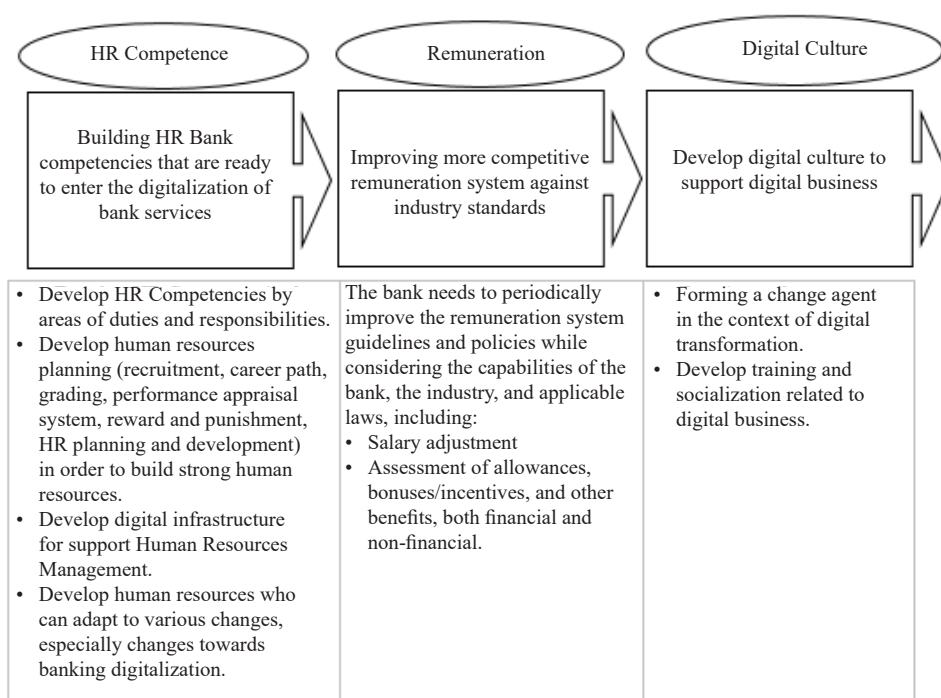 HR Competence
Remuneration
Digital Culture
Building HR Bank
competencies that are ready
to enter the digitalization of
bank services
Improving more competitive
remuneration system against
industry standards
Develop digital culture to
support digital business
• Develop HR Competencies by
areas of duties and responsibilities.
• Develop human resources
planning (recruitment, career path,
grading, performance appraisal
system, reward and punishment,
HR planning and development)
in order to build strong human
resources.
• Develop digital infrastructure
for support Human Resources
Management.
• Develop human resources who
can adapt to various changes,
especially changes towards
banking digitalization.
The bank needs to periodically
improve the remuneration system
guidelines and policies while
considering the capabilities of the
bank, the industry, and applicable
laws, including:
• Salary adjustment
• Assessment of allowances,
bonuses/incentives, and other
benefits, both financial and
non-financial.
• Forming a change agent
in the context of digital
transformation.
• Develop training and
socialization related to
digital business.